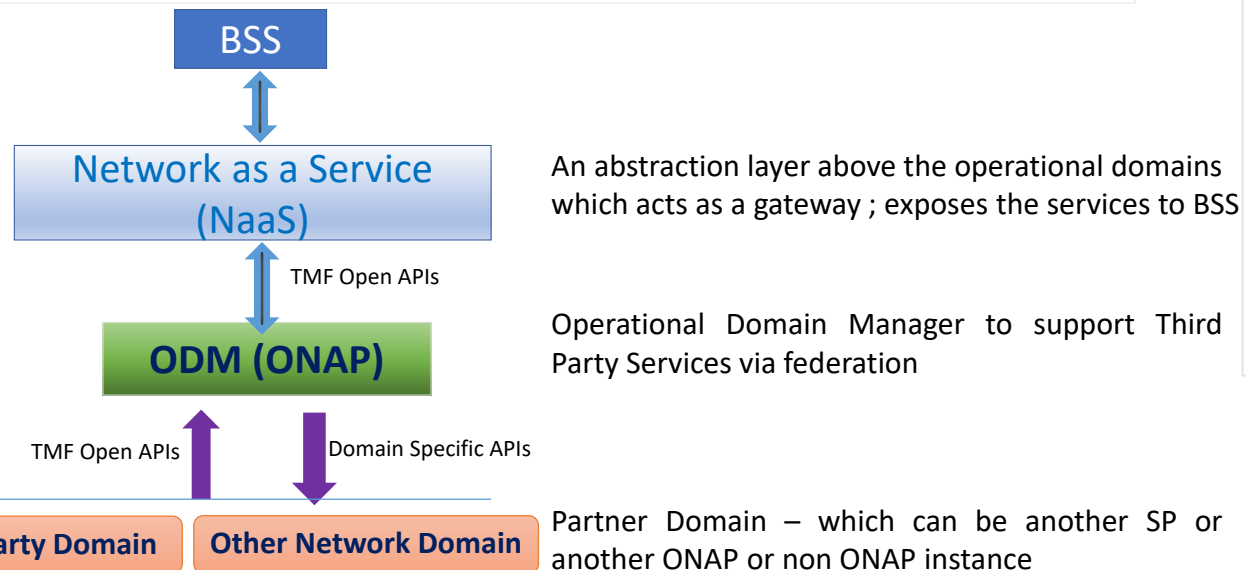 BSS
Network as a Service
(NaaS)
An abstraction layer above the operational domains
which acts as a gateway ; exposes the services to BSS
TMF Open APIs
ODM (ONAP)
Operational Domain Manager to support Third
Party Services via federation
TMF Open APIs
Domain Specific APIs
Domain
Other Network Domain
Partner Domain – which can be another SP or
another ONAP or non ONAP instance